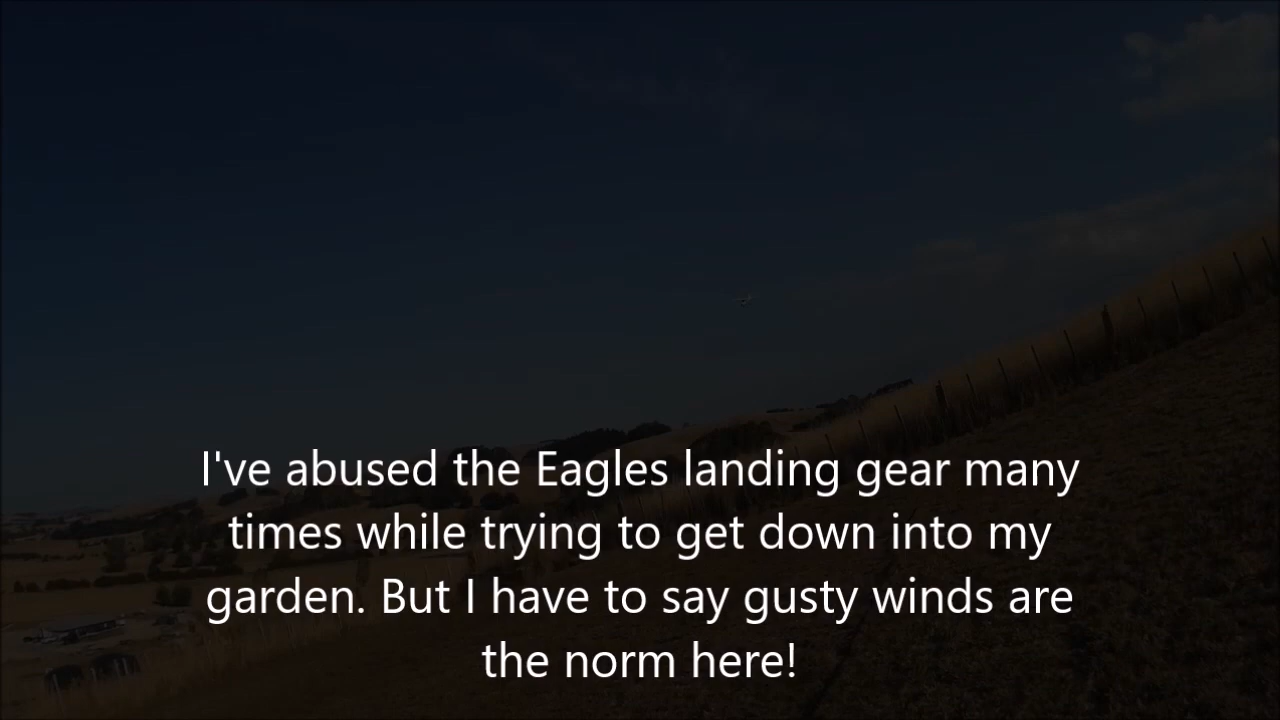 I've abused the Eagles landing gear many
times while trying to get down into my
garden. But I have to say gusty winds are
the norm here!